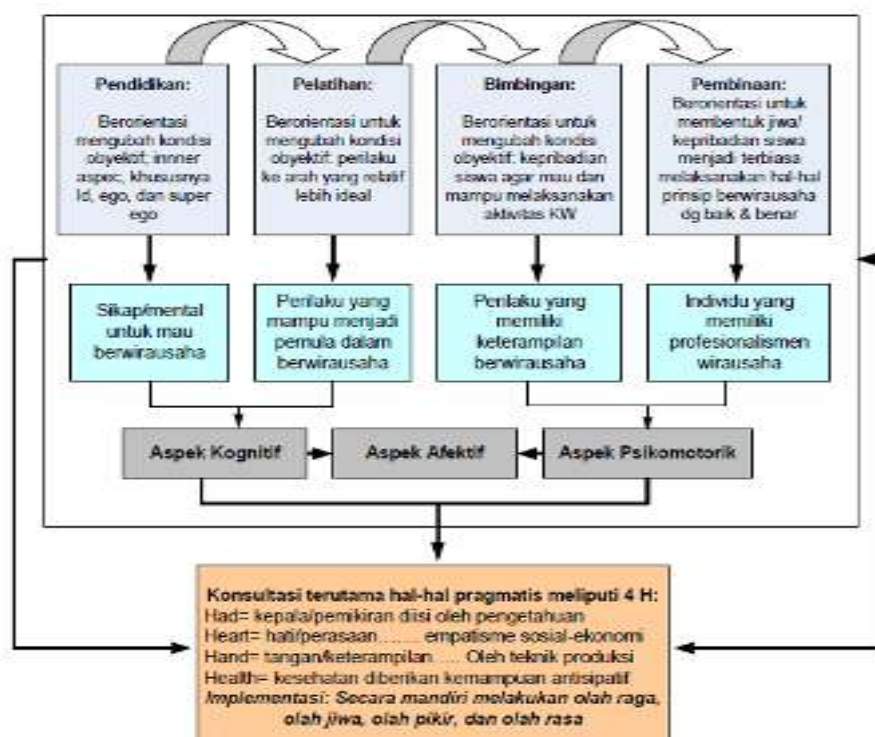 Pendidikan:
Berorientasi
mengubah kondisi
obyektif; innner
aspec, khususnya
Id, ego, dan super
ego
Pelatihan:
Berorientasi untuk
mengubah kondisi
obyektif: perilaku
ke arah yang relatif
lebih ideal
Bimbingan:
Berorientasi untuk
mengubah kondisi
objektif: kepribadian
siswa agar mau dan
mampu melaksanakan
aktivitas KW
Pembinaan:
Berorientasi untuk
membentuk jiwa/
kepribadian siswa
menjadi terbiasa
melaksanakan hal-hal
prinsip berwirausaha
dg baik & benar
Sikap/mental
untuk mau
berwirausaha
Perilaku yang
mampu menjadi
pemula dalam
berwirausaha
Perilaku yang
memiliki
keterampilan
berwirausaha
Individu yang
memiliki
profesionalismen
wirausaha
Aspek Kognitif
Aspek Afektif
Aspek Psikomotorik
Konsultasi terutama hal-hal pragmatis meliputi 4 H:
Had= kepala/pemikiran diisi oleh pengetahuan
Heart= hati/perasaan....... empatisme sosial-ekonomi
Hand= tangan/keterampilan..... Oleh teknik produksi
Health= kesehatan diberikan kemampuan antisipatif
Implementasi: Secara mandiri melakukan olah raga,
olah jiwa, olah pikir, dan olah rasa